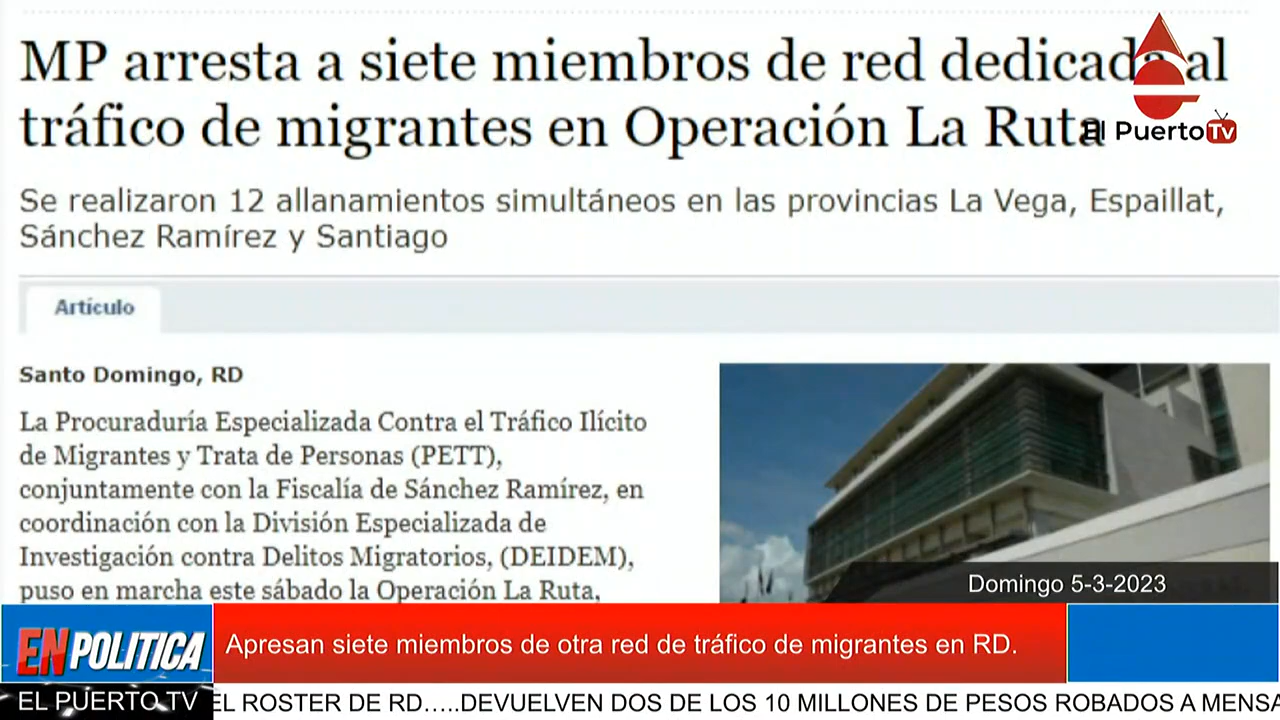 MP arresta a siete miembros de red dedicada al
tráfico de migrantes en Operación La Ruta
El Puerto Tv
Se realizaron 12 allanamientos simultáneos en las provincias La Vega, Espaillat,
Sánchez Ramírez y Santiago
Artículo
Santo Domingo, RD
La Procuraduría Especializada Contra el Tráfico Ilícito
de Migrantes y Trata de Personas (PETT),
conjuntamente con la Fiscalía de Sánchez Ramírez, en
coordinación con la División Especializada de
Investigación contra Delitos Migratorios, (DEIDEM),
puso en marcha este sábado la Operación La Ruta,
Domingo 5-3-2023
EN POLITICA
Apresan siete miembros de otra red de tráfico de migrantes en RD.
EL PUERTO TV
EL ROSTER DE RD…..DEVUELVEN DOS DE LOS 10 MILLONES DE PESOS ROBADOS A MENSA